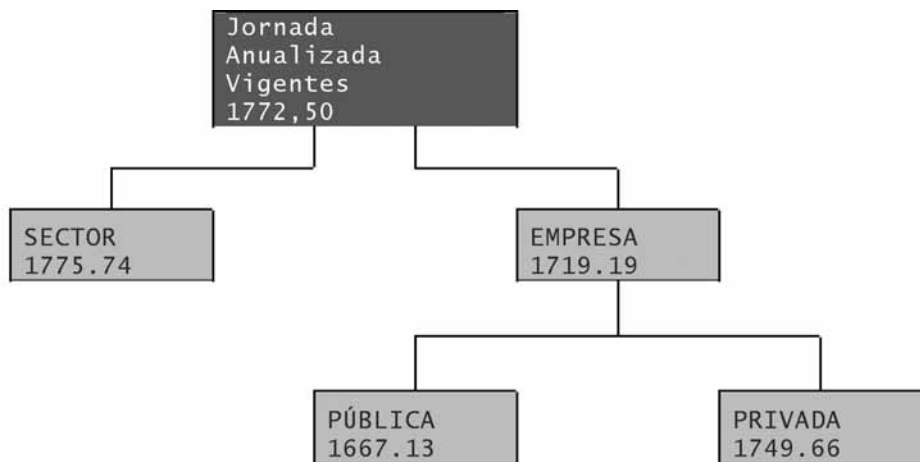 Jornada
Anualizada
Vigentes
1772,50
SECTOR
1775.74
EMPRESA
1719.19
PÚBLICA
1667.13
PRIVADA
1749.66